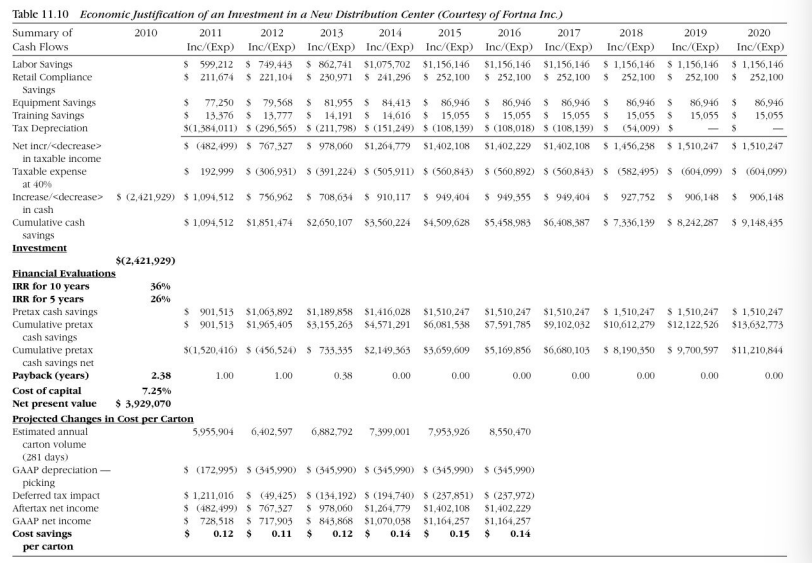 Table 11.10 Economic Justification of an Investment in a New Distribution Center (Courtesy of Fortna Inc.)
Summary of 2010 2011 2012 2013 2014 2015 2016 2017 2018 2019 2020
Cash Flows Inc/(Exp) Inc/(Exp) Inc/(Exp) Inc/(Exp) Inc/(Exp) Inc/(Exp) Inc/(Exp) Inc/(Exp) Inc/(Exp) Inc/(Exp)
Labor Savings $ 599,212 $ 749,443 $ 862,741 $1,075,702 $1,156,146 $1,156,146 $1,156,146 $ 1,156,146 $ 1,156,146 $ 1,156,146
Retail Compliance $ 211,674 $ 221,104 $ 230,971 $ 241,296 $ 252,100 $ 252,100 $ 252,100 $ 252,100 $ 252,100 $ 252,100
Savings
Equipment Savings $ 77,250 $ 79,568 $ 81,955 $ 84,413 $ 86,946 $ 86,946 $ 86,946 $ 86,946 $ 86,946 $ 86,946
Training Savings $ 13,376 $ 13,777 $ 14,191 $ 14,616 $ 15,055 $ 15,055 $ 15,055 $ 15,055 $ 15,055 $ 15,055
Tax Depreciation $(1,384,011) $ (296,565) $ (211,798) $ (151,249) $ (108,139) $ (108,018) $ (108,139) $ (54,009) $ — $ —
Net incr/<decrease> $ (482,499) $ 767,327 $ 978,060 $1,264,779 $1,402,108 $1,402,229 $1,402,108 $ 1,456,238 $ 1,510,247 $ 1,510,247
in taxable income
Taxable expense $ 192,999 $ (306,931) $ (391,224) $ (505,911) $ (560,843) $ (560,892) $ (560,843) $ (582,495) $ (604,099) $ (604,099)
at 40%
Increase/<decrease> $ (2,421,929) $ 1,094,512 $ 756,962 $ 708,634 $ 910,117 $ 949,404 $ 949,355 $ 949,404 $ 927,752 $ 906,148 $ 906,148
in cash
Cumulative cash $ 1,094,512 $1,851,474 $2,650,107 $3,560,224 $4,509,628 $5,458,983 $6,408,387 $ 7,336,139 $ 8,242,287 $ 9,148,435
savings
Investment
$(2,421,929)
Financial Evaluations
IRR for 10 years 36%
IRR for 5 years 26%
Pretax cash savings $ 901,513 $1,063,892 $1,189,858 $1,416,028 $1,510,247 $1,510,247 $1,510,247 $ 1,510,247 $ 1,510,247 $ 1,510,247
Cumulative pretax $ 901,513 $1,965,405 $3,155,263 $4,571,291 $6,081,538 $7,591,785 $9,102,032 $10,612,279 $12,122,526 $13,632,773
cash savings
Cumulative pretax $(1,520,416) $ (456,524) $ 733,335 $2,149,363 $3,659,609 $5,169,856 $6,680,103 $ 8,190,350 $ 9,700,597 $11,210,844
cash savings net
Payback (years) 2.38 1.00 1.00 0.38 0.00 0.00 0.00 0.00 0.00 0.00 0.00
Cost of capital 7.25%
Net present value $ 3,929,070
Projected Changes in Cost per Carton
Estimated annual 5,955,904 6,402,597 6,882,792 7,399,001 7,953,926 8,550,470
carton volume
(281 days)
GAAP depreciation — $ (172,995) $ (345,990) $ (345,990) $ (345,990) $ (345,990) $ (345,990)
picking
Deferred tax impact $ 1,211,016 $ (49,425) $ (134,192) $ (194,740) $ (237,851) $ (237,972)
Aftertax net income $ (482,499) $ 767,327 $ 978,060 $1,264,779 $1,402,108 $1,402,229
GAAP net income $ 728,518 $ 717,903 $ 843,868 $1,070,038 $1,164,257 $1,164,257
Cost savings $ 0.12 $ 0.11 $ 0.12 $ 0.14 $ 0.15 $ 0.14
per carton